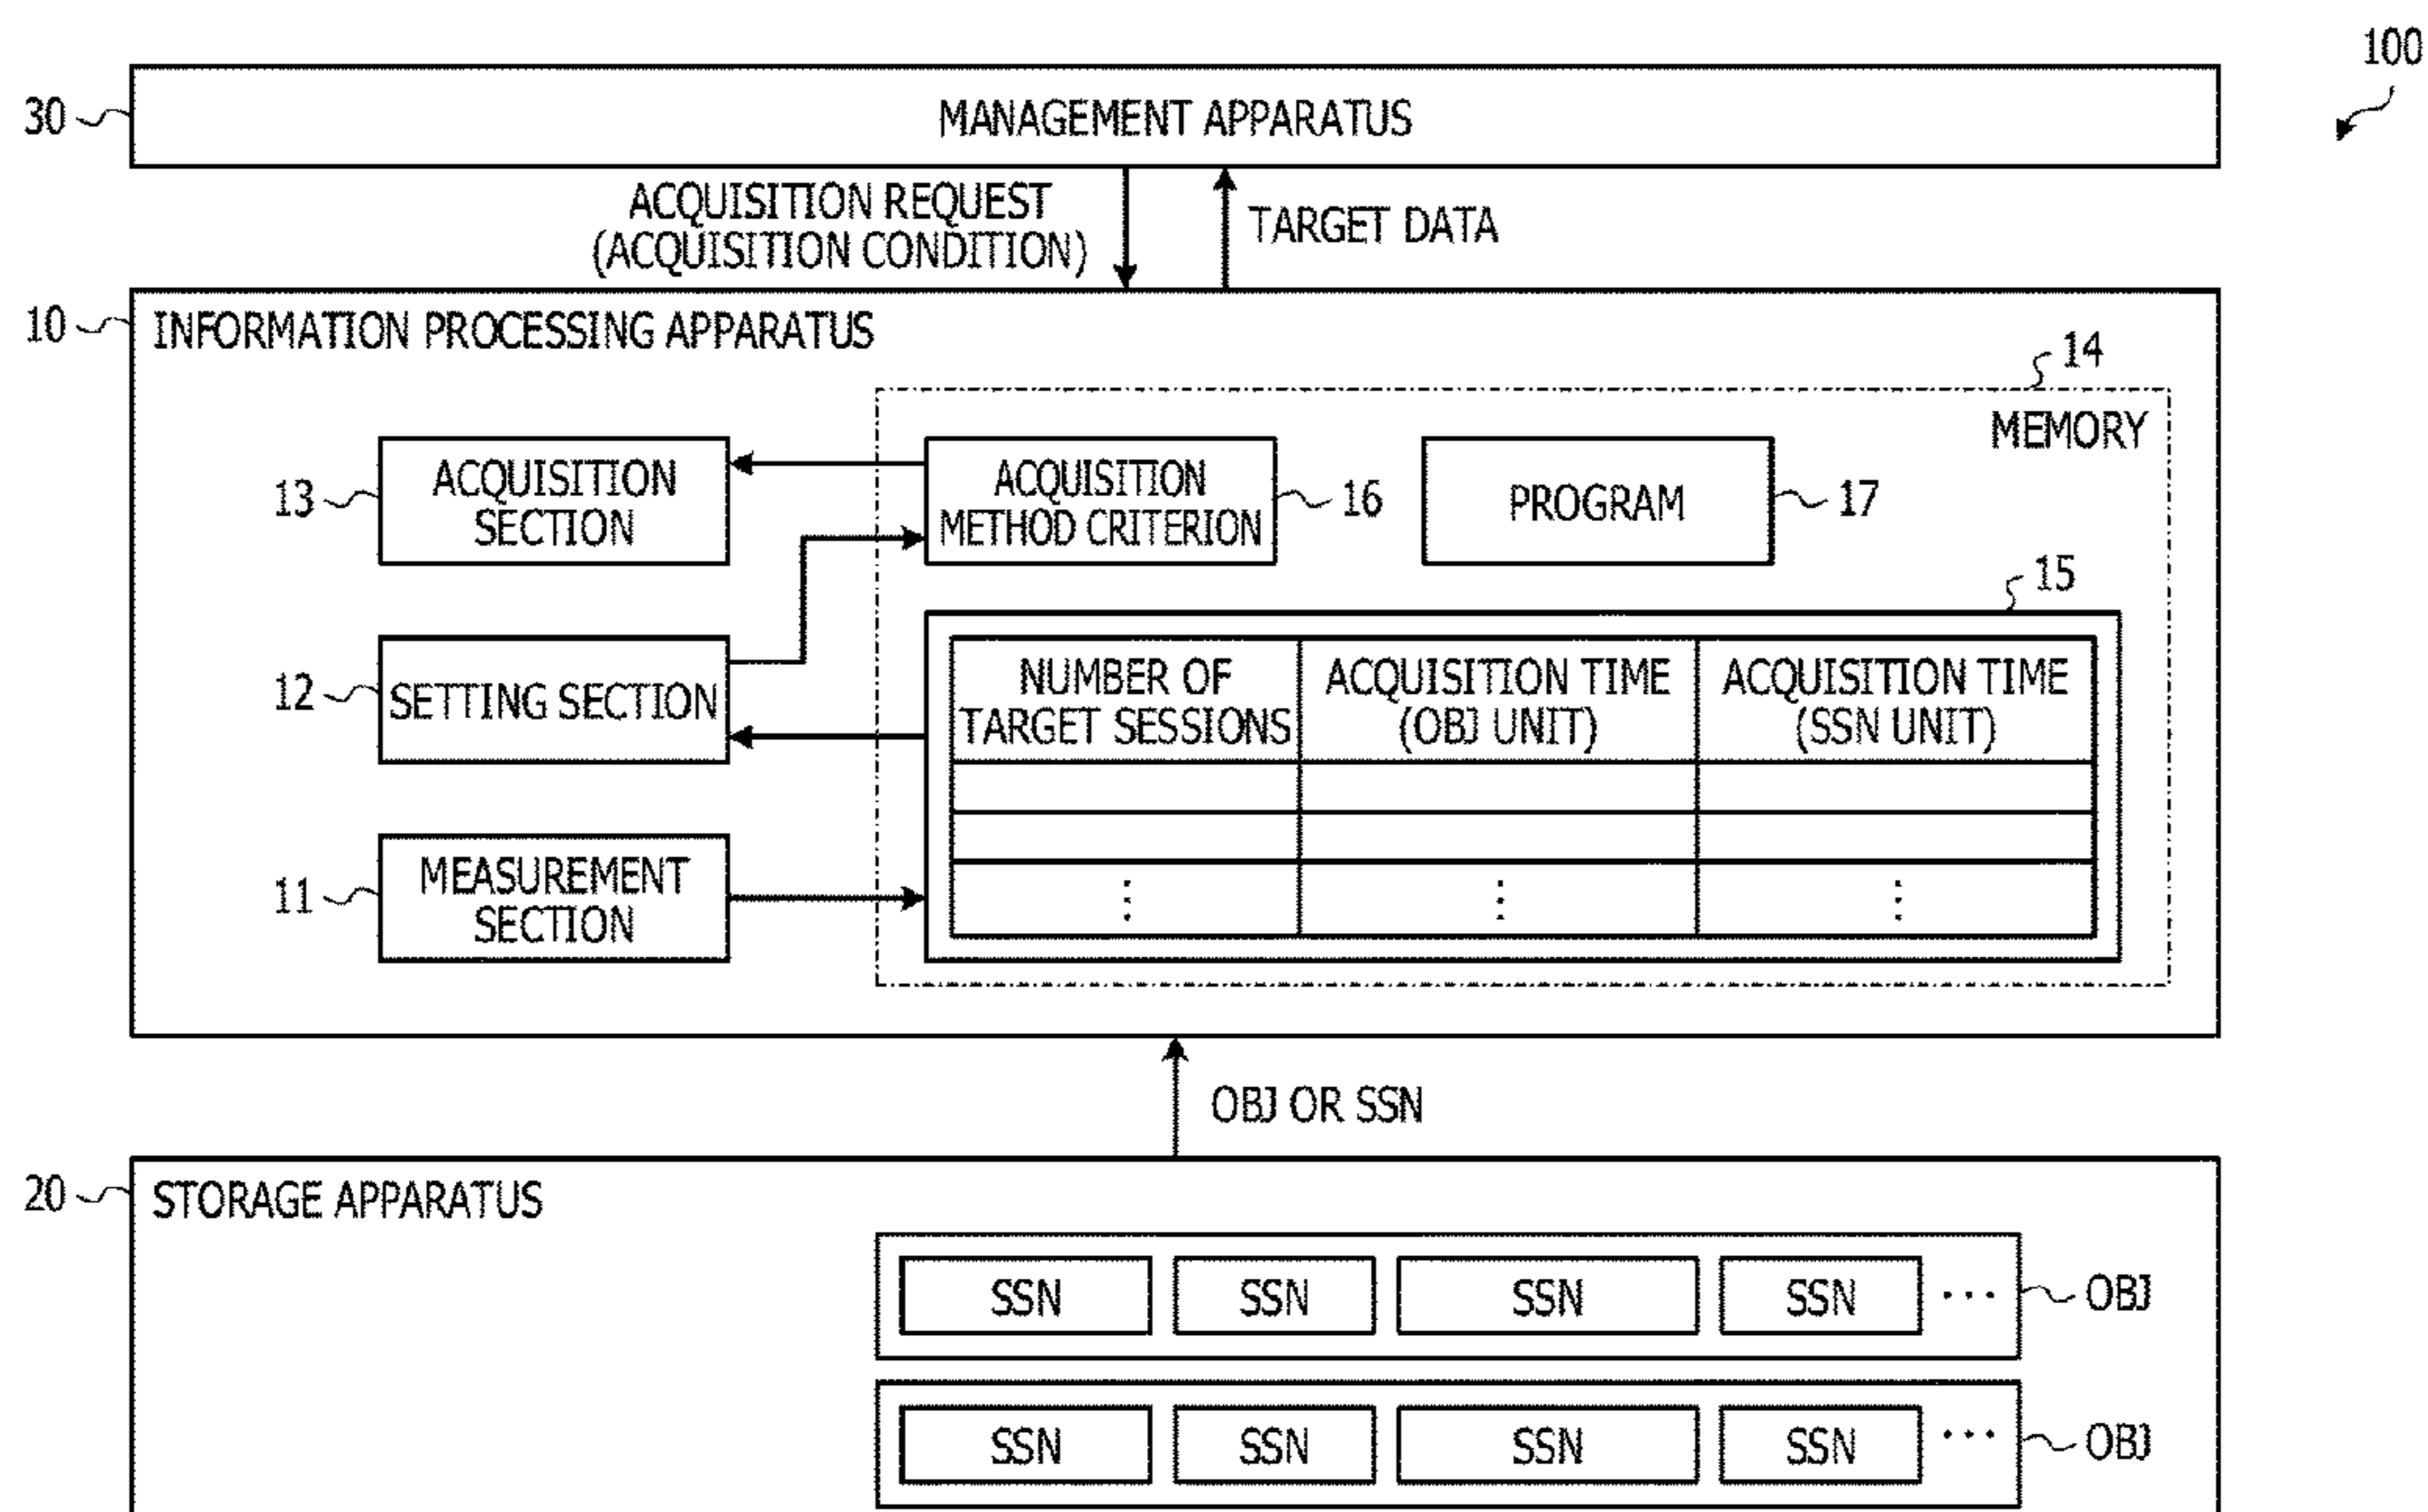 100
30
MANAGEMENT APPARATUS
ACQUISITION REQUEST
(ACQUISITION CONDITION)
TARGET DATA
10
INFORMATION PROCESSING APPARATUS
14
MEMORY
13
ACQUISITION
SECTION
ACQUISITION
METHOD CRITERION
16
PROGRAM
17
15
12
SETTING SECTION
NUMBER OF
TARGET SESSIONS
ACQUISITION TIME
(OBJ UNIT)
ACQUISITION TIME
(SSN UNIT)
11
MEASUREMENT
SECTION
OBJ OR SSN
20
STORAGE APPARATUS
SSN SSN SSN SSN ... OBJ
SSN SSN SSN SSN ... OBJ